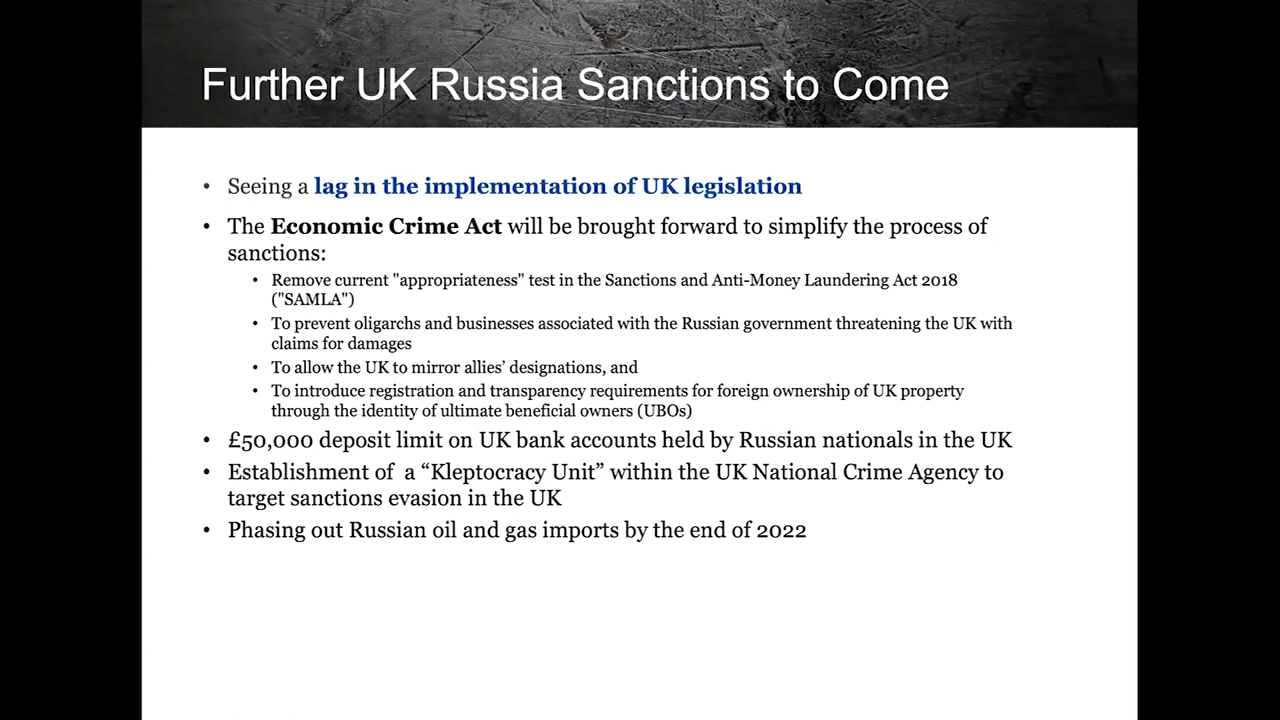 Further UK Russia Sanctions to Come
• Seeing a lag in the implementation of UK legislation
• The Economic Crime Act will be brought forward to simplify the process of
sanctions:
• Remove current "appropriateness" test in the Sanctions and Anti-Money Laundering Act 2018
("SAMLA")
• To prevent oligarchs and businesses associated with the Russian government threatening the UK with
claims for damages
• To allow the UK to mirror allies’ designations, and
• To introduce registration and transparency requirements for foreign ownership of UK property
through the identity of ultimate beneficial owners (UBOs)
• £50,000 deposit limit on UK bank accounts held by Russian nationals in the UK
• Establishment of a “Kleptocracy Unit” within the UK National Crime Agency to
target sanctions evasion in the UK
• Phasing out Russian oil and gas imports by the end of 2022